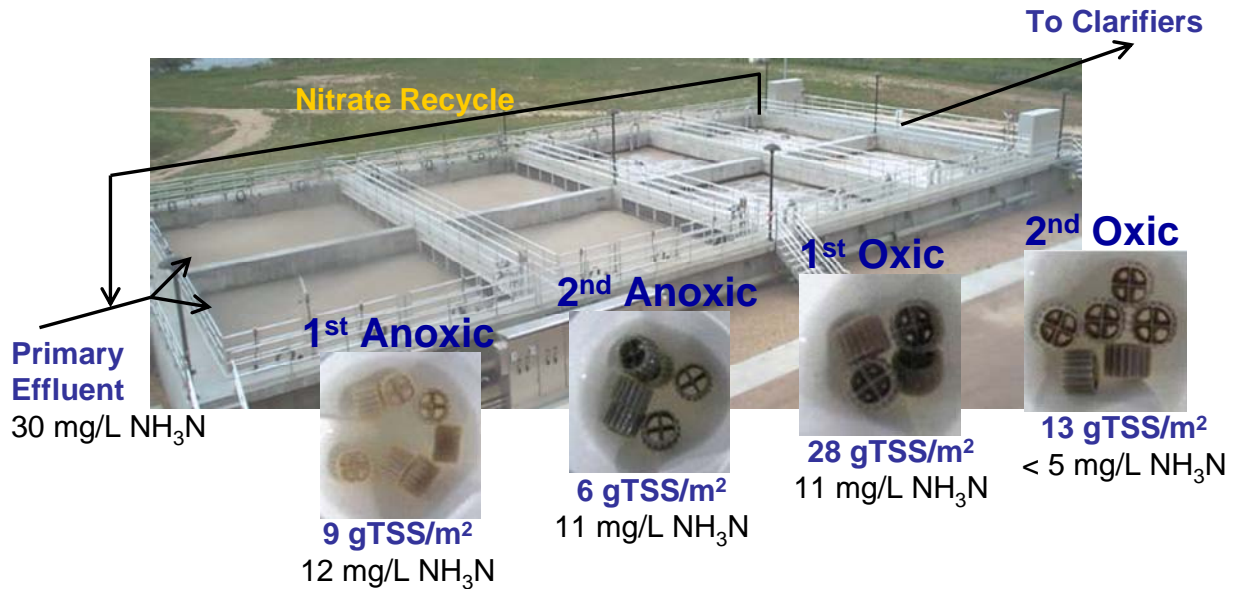 To Clarifiers
Nitrate Recycle
Primary
Effluent
30 mg/L NH₃N
1st Anoxic
9 gTSS/m²
12 mg/L NH₃N
2nd Anoxic
6 gTSS/m²
11 mg/L NH₃N
1st Oxic
28 gTSS/m²
11 mg/L NH₃N
2nd Oxic
13 gTSS/m²
< 5 mg/L NH₃N